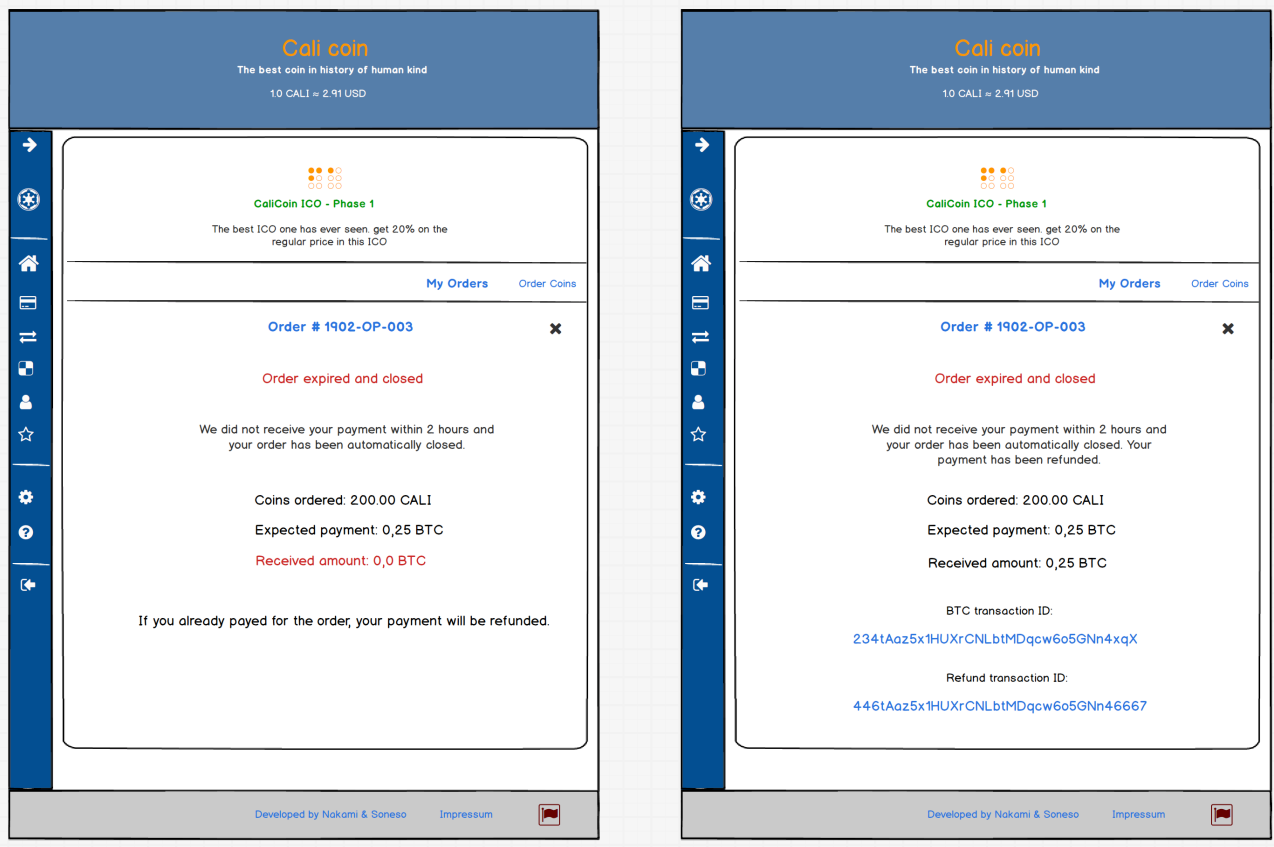 Cali coin
The best coin in history of human kind
1.0 CALI ≈ 2.91 USD
CaliCoin ICO - Phase 1
The best ICO one has ever seen. get 20% on the
regular price in this ICO
My Orders
Order Coins
Order # 1902-OP-003
Order expired and closed
We did not receive your payment within 2 hours and
your order has been automatically closed.
Coins ordered: 200.00 CALI
Expected payment: 0,25 BTC
Received amount: 0,0 BTC
If you already payed for the order, your payment will be refunded.
Developed by Nakami & Soneso
Impressum
Cali coin
The best coin in history of human kind
1.0 CALI ≈ 2.91 USD
CaliCoin ICO - Phase 1
The best ICO one has ever seen. get 20% on the
regular price in this ICO
My Orders
Order Coins
Order # 1902-OP-003
Order expired and closed
We did not receive your payment within 2 hours and
your order has been automatically closed. Your
payment has been refunded.
Coins ordered: 200.00 CALI
Expected payment: 0,25 BTC
Received amount: 0,25 BTC
BTC transaction ID:
234tAaz5x1HUXrCNLbtMDqcw6o5GNn4xqX
Refund transaction ID:
446tAaz5x1HUXrCNLbtMDqcw6o5GNn46667
Developed by Nakami & Soneso
Impressum